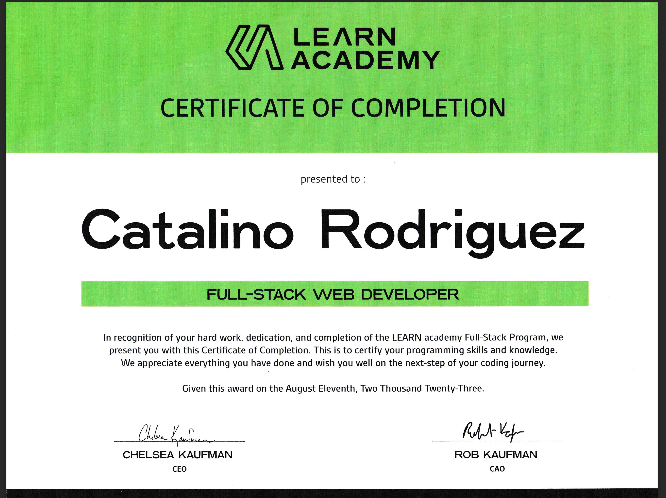 LEARN
ACADEMY
CERTIFICATE OF COMPLETION
presented to :
Catalino Rodriguez
FULL-STACK WEB DEVELOPER
In recognition of your hard work, dedication, and completion of the LEARN academy Full-Stack Program, we
present you with this Certificate of Completion. This is to certify your programming skills and knowledge.
We appreciate everything you have done and wish you well on the next-step of your coding journey.
Given this award on the August Eleventh, Two Thousand Twenty-Three.
Chelsea Kaufman
CHELSEA KAUFMAN
CEO
ROB KAUFMAN
CAO